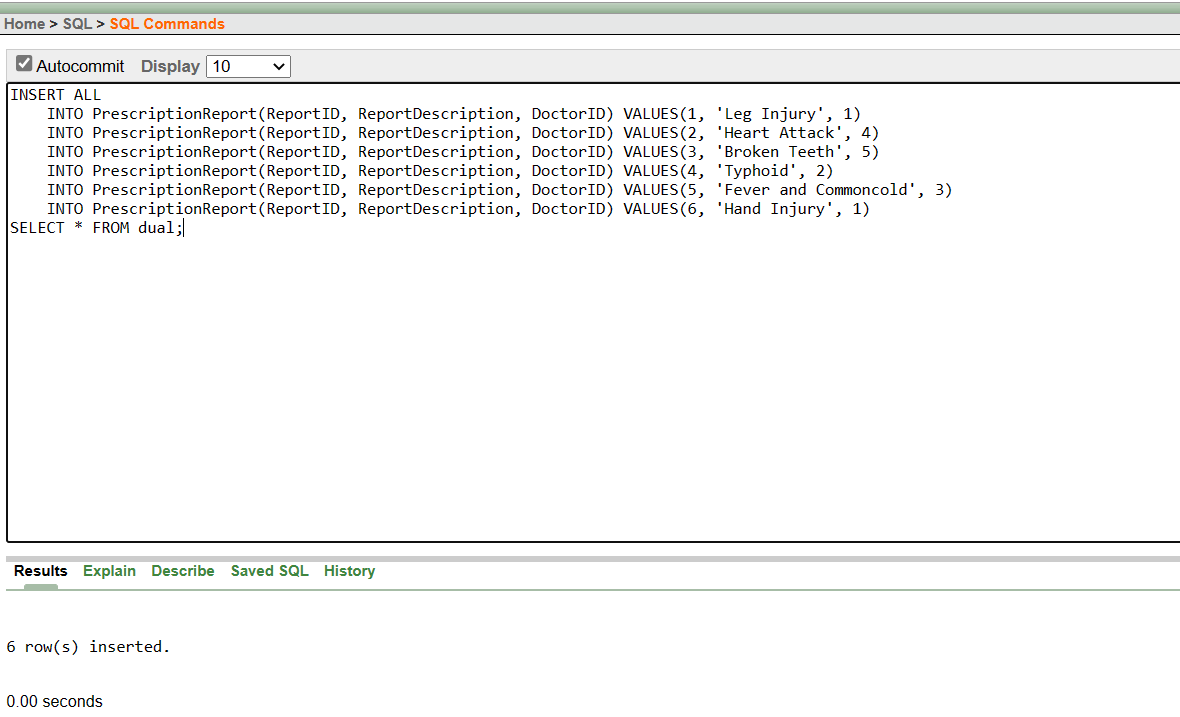 Home > SQL > SQL Commands
Autocommit Display 10
INSERT ALL
    INTO PrescriptionReport(ReportID, ReportDescription, DoctorID) VALUES(1, 'Leg Injury', 1)
    INTO PrescriptionReport(ReportID, ReportDescription, DoctorID) VALUES(2, 'Heart Attack', 4)
    INTO PrescriptionReport(ReportID, ReportDescription, DoctorID) VALUES(3, 'Broken Teeth', 5)
    INTO PrescriptionReport(ReportID, ReportDescription, DoctorID) VALUES(4, 'Typhoid', 2)
    INTO PrescriptionReport(ReportID, ReportDescription, DoctorID) VALUES(5, 'Fever and Commoncold', 3)
    INTO PrescriptionReport(ReportID, ReportDescription, DoctorID) VALUES(6, 'Hand Injury', 1)
SELECT * FROM dual;
Results Explain Describe Saved SQL History
6 row(s) inserted.
0.00 seconds